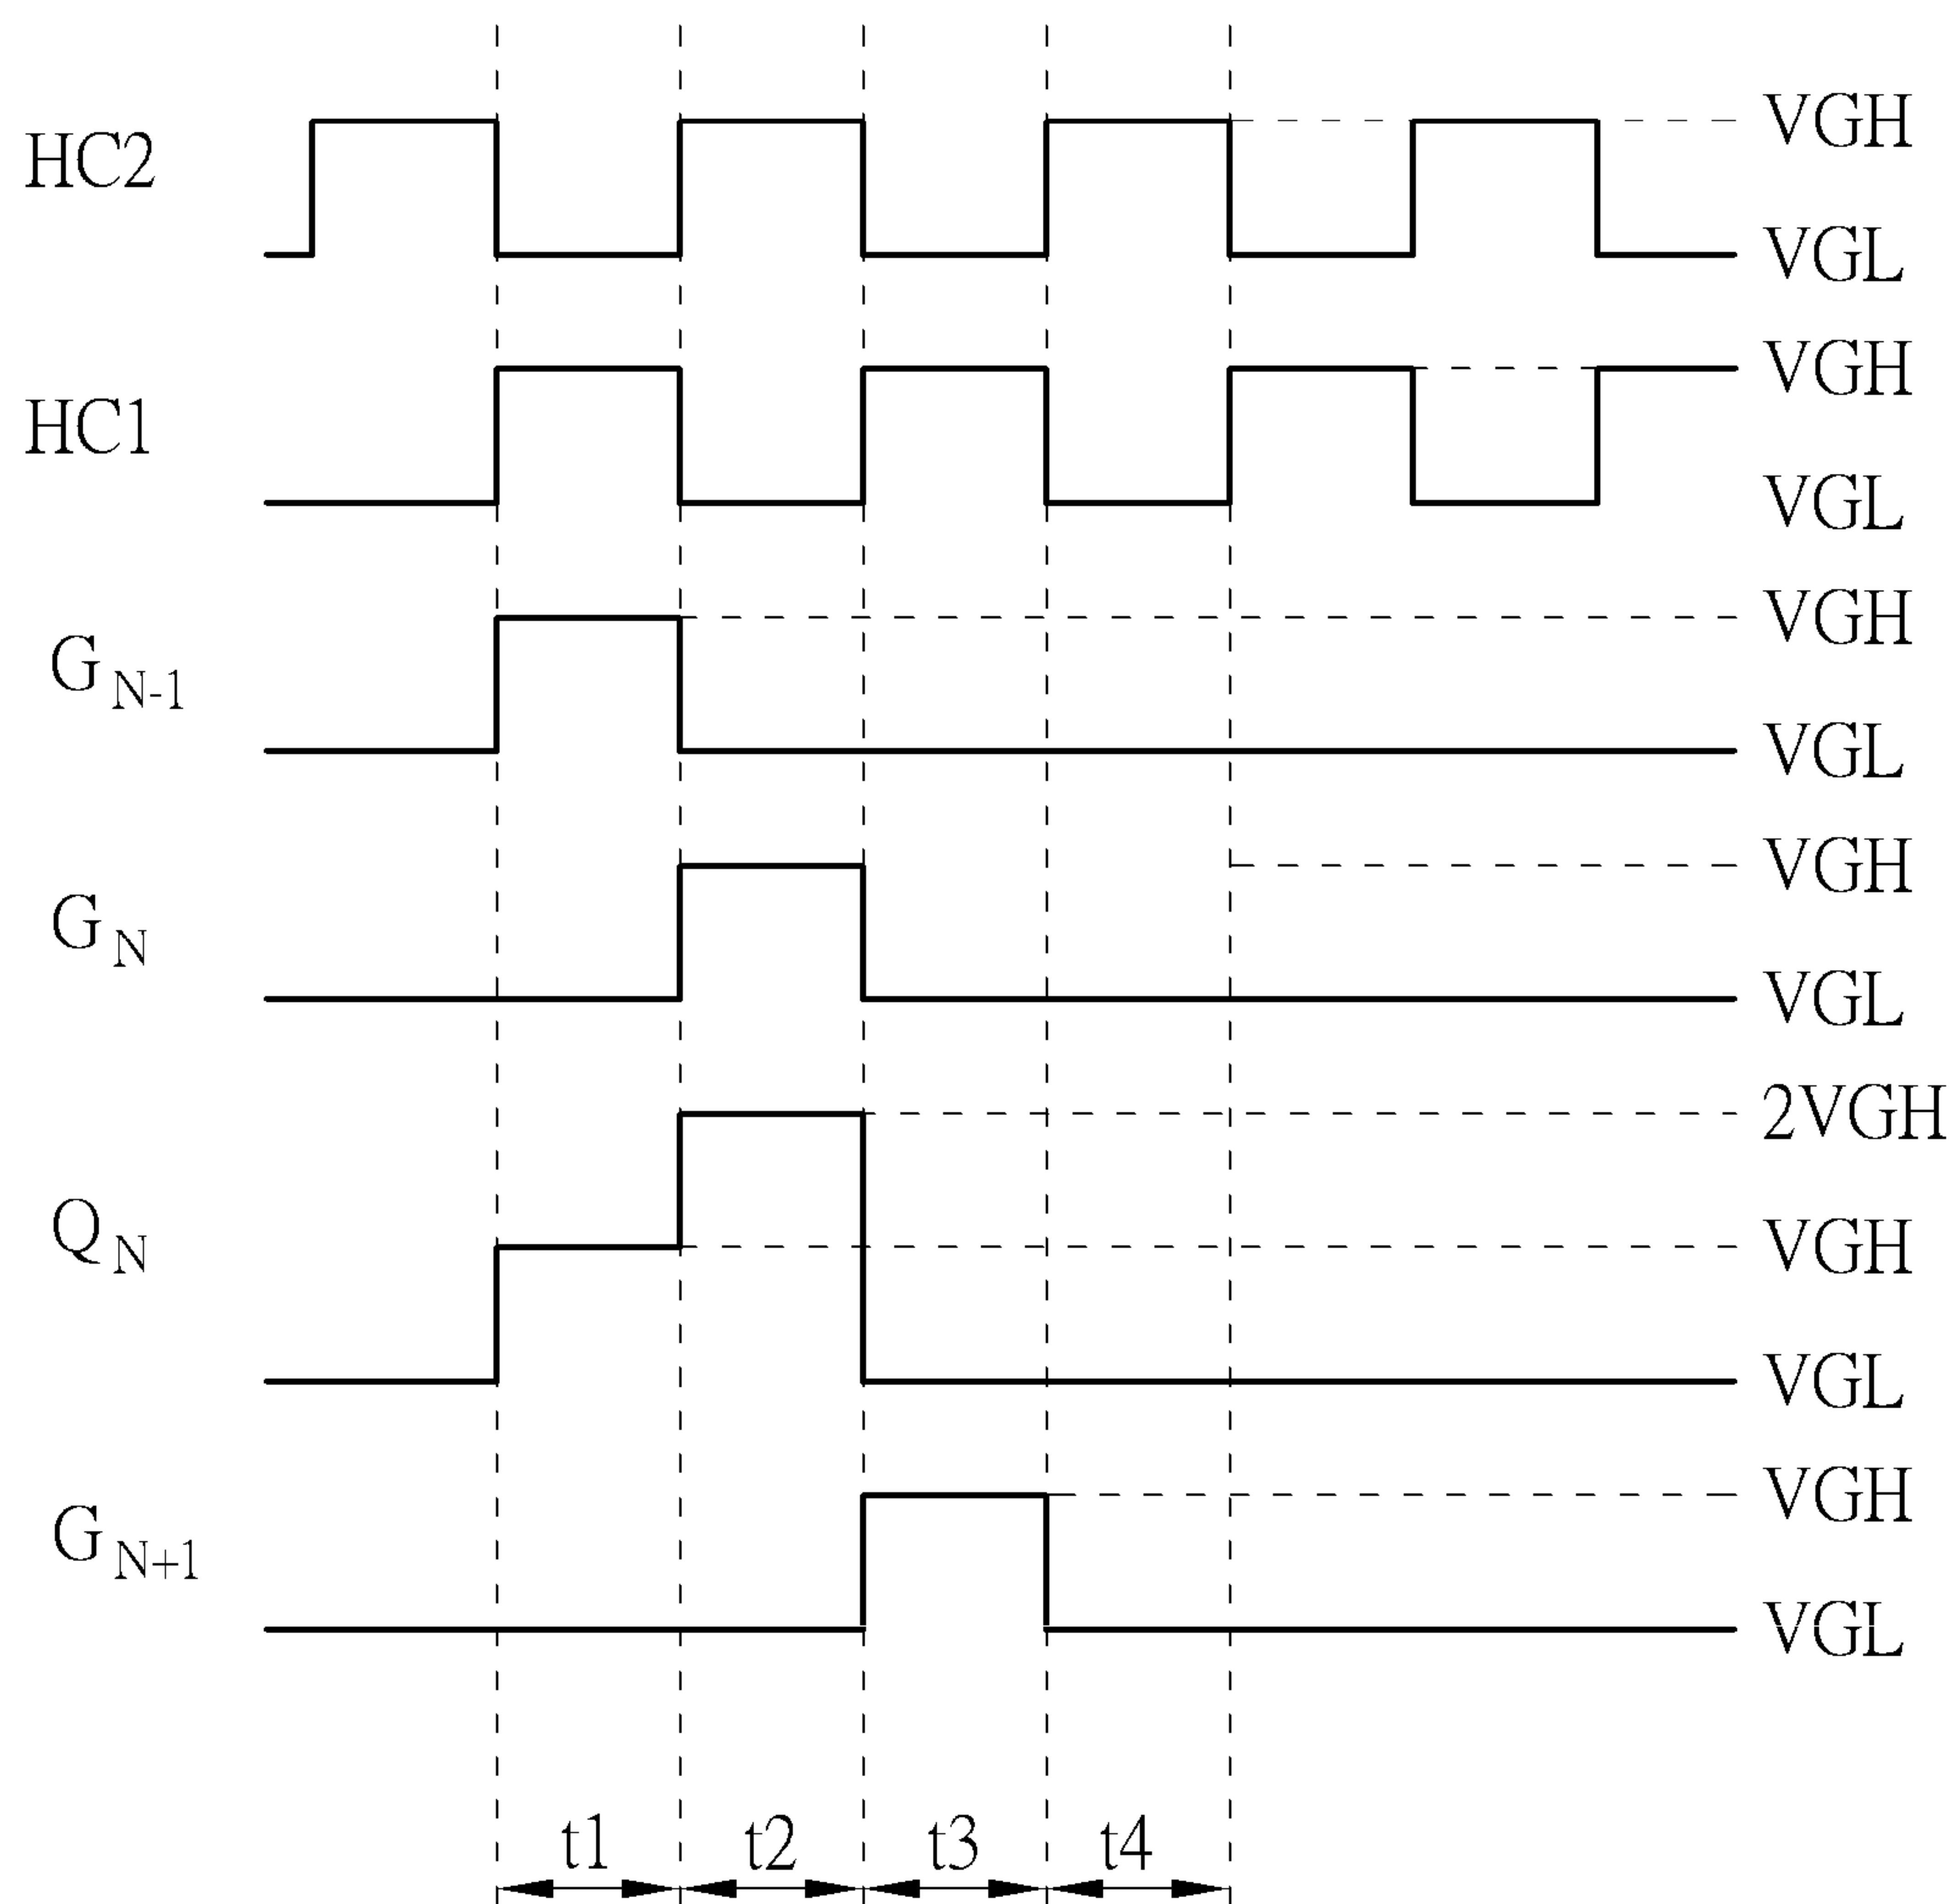 HC2 VGH
VGL
HC1 VGH
VGL
G N-1 VGH
VGL
G N VGH
VGL
2VGH
Q N VGH
VGL
G N+1 VGH
VGL
t1 t2 t3 t4